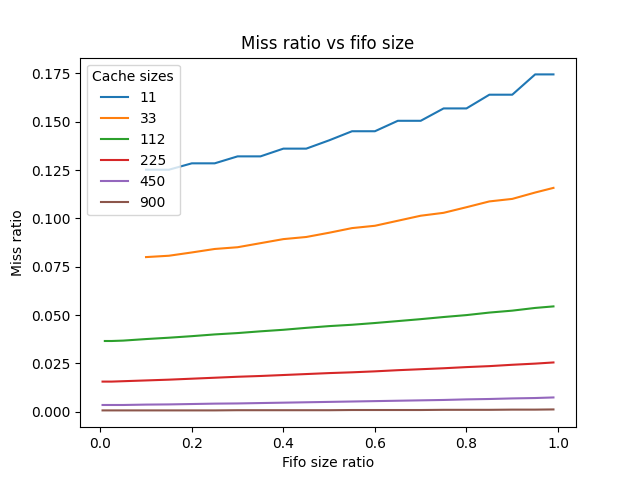 Miss ratio vs fifo size
Cache sizes
11
33
112
225
450
900
Miss ratio
0.175
0.150
0.125
0.100
0.075
0.050
0.025
0.000
0.0 0.2 0.4 0.6 0.8 1.0
Fifo size ratio